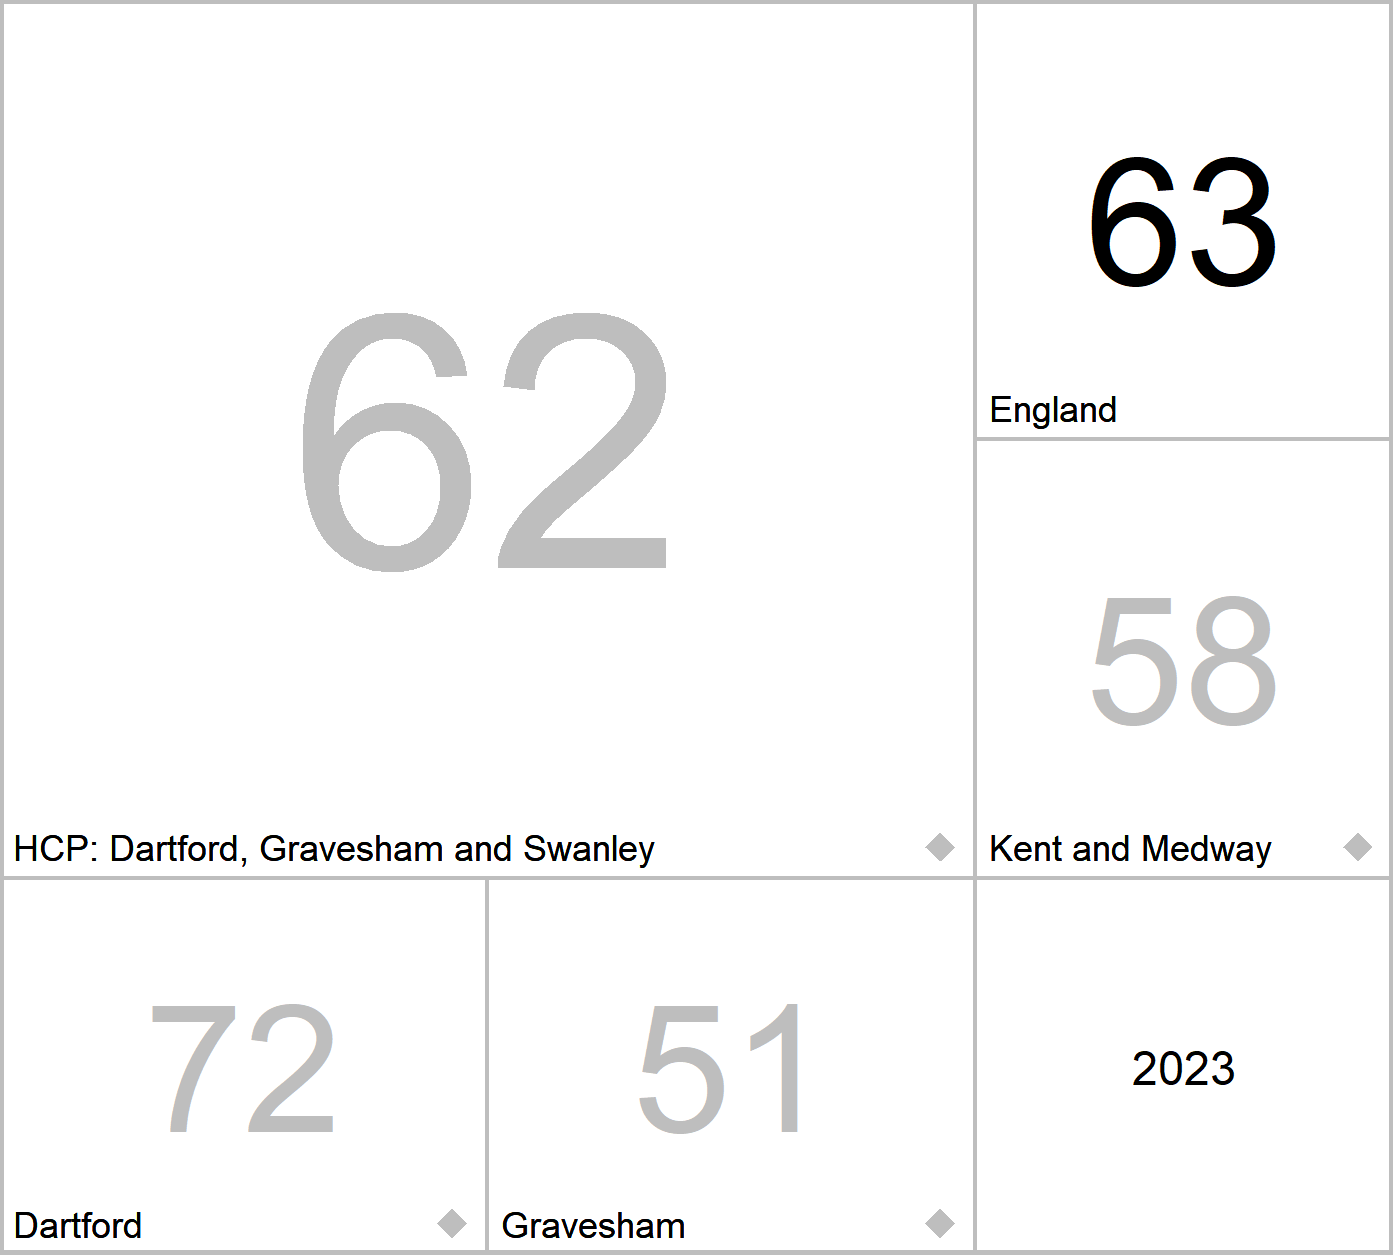 62
HCP: Dartford, Gravesham and Swanley
63
England
58
Kent and Medway
72
Dartford
51
Gravesham
2023